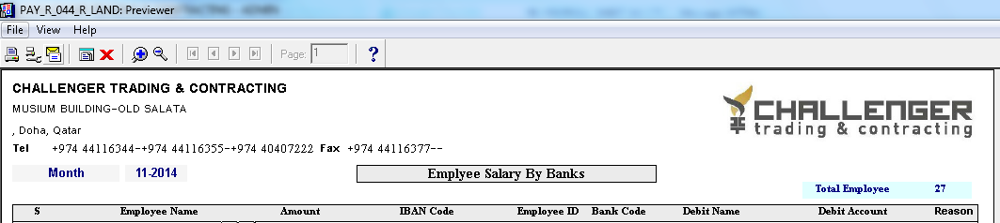 PAY_R_044_R_LAND: Previewer
File View Help
Page: 1 ?
CHALLENGER TRADING & CONTRACTING
MUSIUM BUILDING-OLD SALATA
, Doha, Qatar
Tel +974 44116344-+974 44116355-+974 40407222 Fax +974 44116377--
CHALLENGER
trading & contracting
Month 11-2014
Emplyee Salary By Banks
Total Employee 27
S Employee Name Amount IBAN Code Employee ID Bank Code Debit Name Debit Account Reason